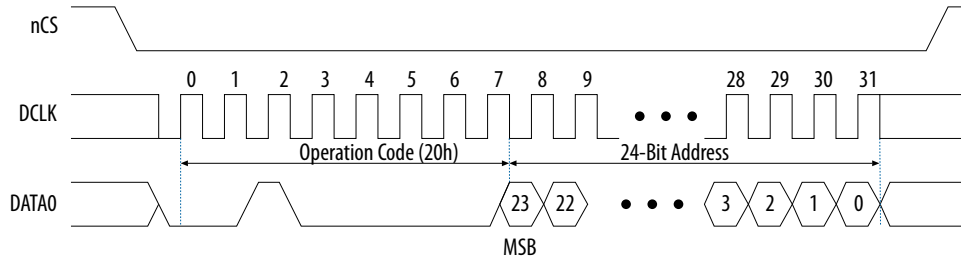 nCS
0 1 2 3 4 5 6 7 8 9 28 29 30 31
DCLK
Operation Code (20h) 24-Bit Address
DATA0 23 22 3 2 1 0
MSB